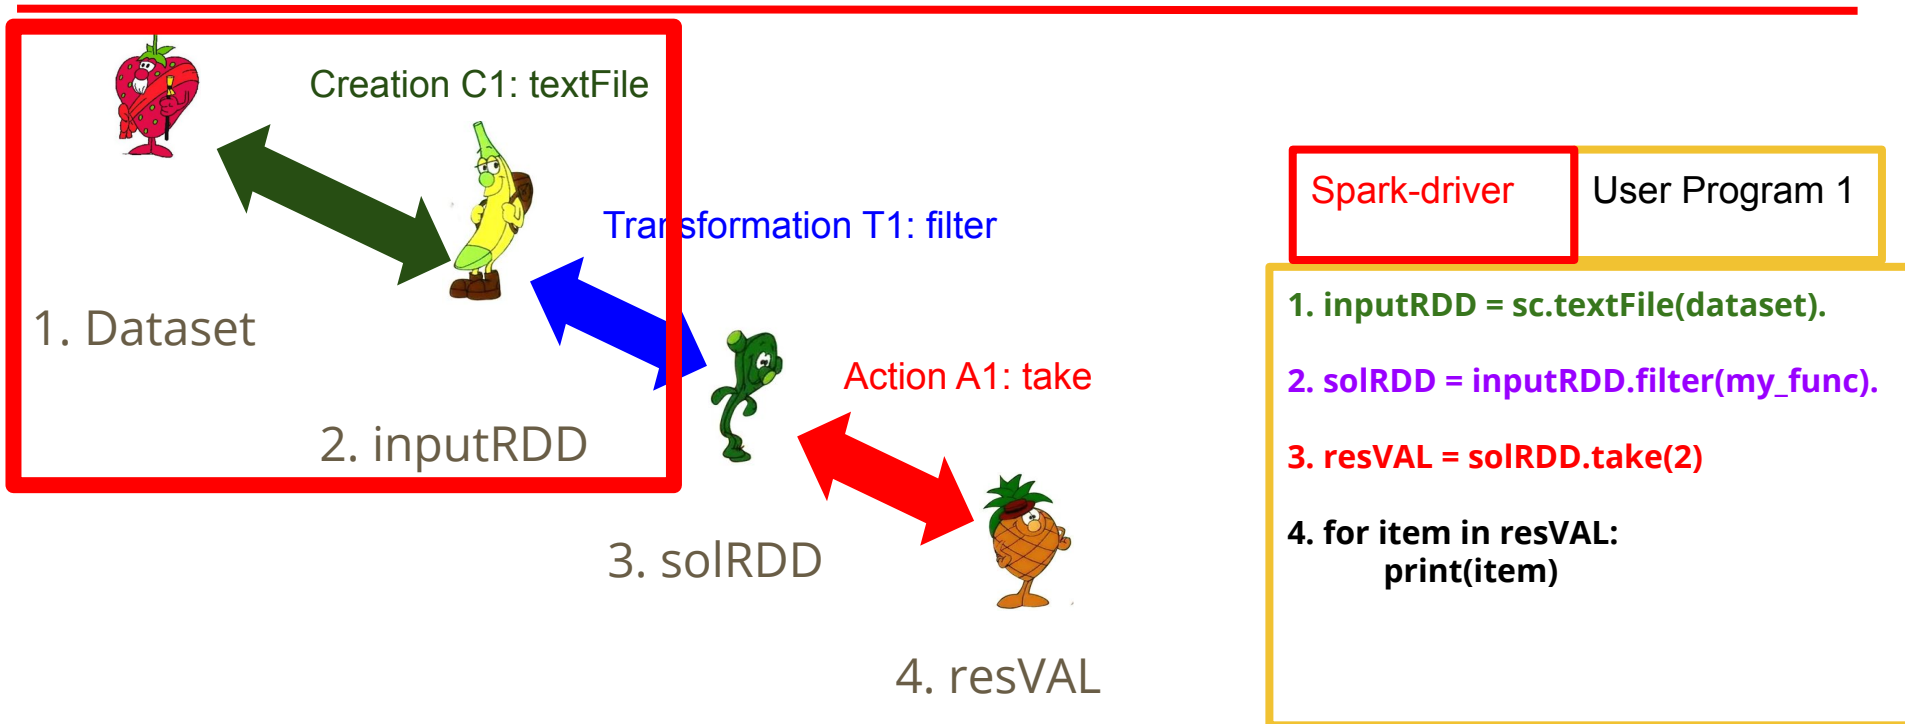 Creation C1: textFile
Transformation T1: filter
1. Dataset
Action A1: take
2. inputRDD
3. solRDD
4. resVAL
Spark-driver
User Program 1
1. inputRDD = sc.textFile(dataset).
2. solRDD = inputRDD.filter(my_func).
3. resVAL = solRDD.take(2)
4. for item in resVAL:
print(item)